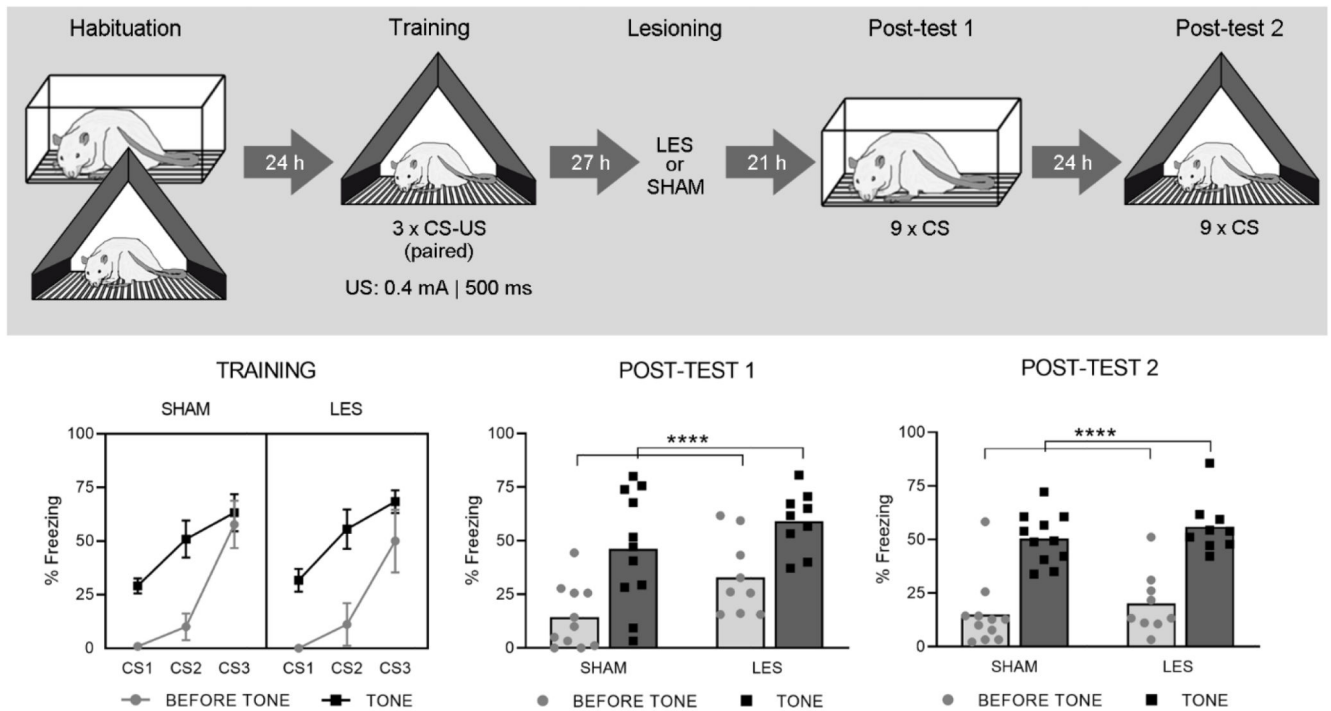 Habituation
Training
Lesioning
Post-test 1
Post-test 2
24 h
27 h
LES
or
SHAM
21 h
24 h
3 x CS-US
(paired)
US: 0.4 mA | 500 ms
9 x CS
9 x CS
TRAINING
SHAM
LES
% Freezing
100
75
50
25
0
CS1 CS2 CS3 CS1 CS2 CS3
BEFORE TONE TONE
POST-TEST 1
****
% Freezing
100
75
50
25
0
SHAM LES
BEFORE TONE TONE
POST-TEST 2
****
% Freezing
100
75
50
25
0
SHAM LES
BEFORE TONE TONE